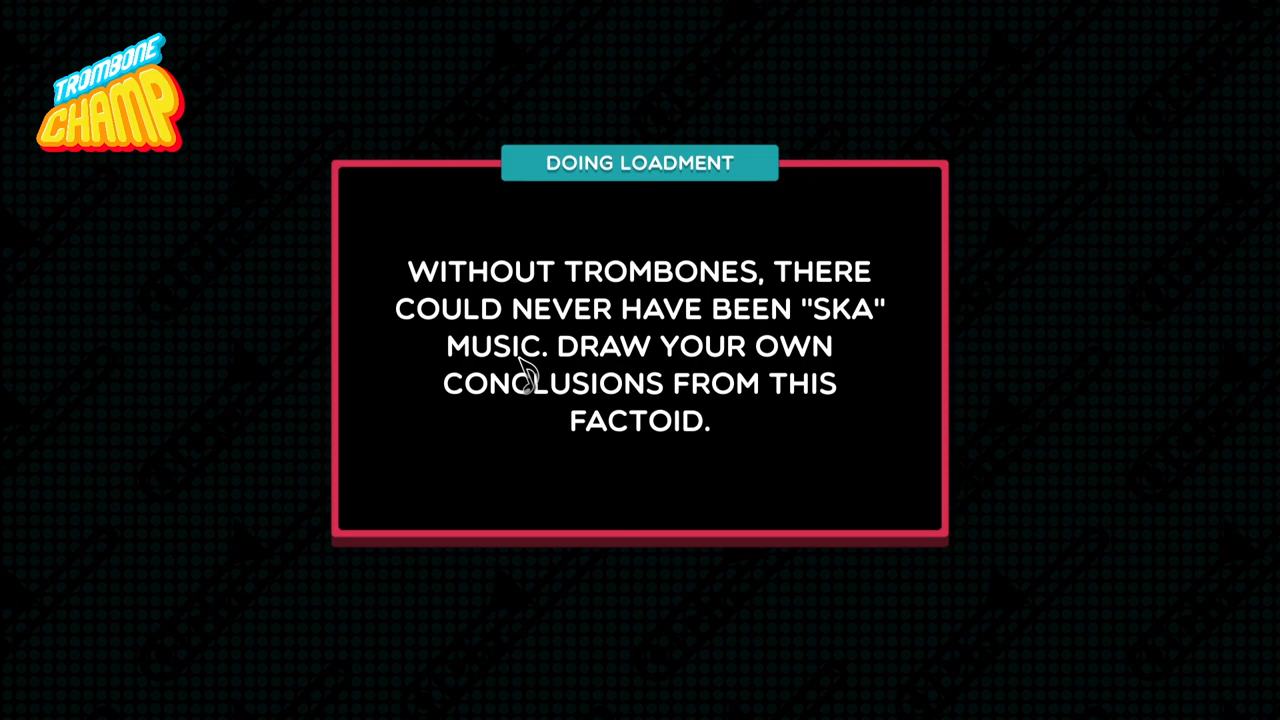 TROMBONE
CHAMP
DOING LOADMENT
WITHOUT TROMBONES, THERE
COULD NEVER HAVE BEEN "SKA"
MUSIC. DRAW YOUR OWN
CONCLUSIONS FROM THIS
FACTOID.